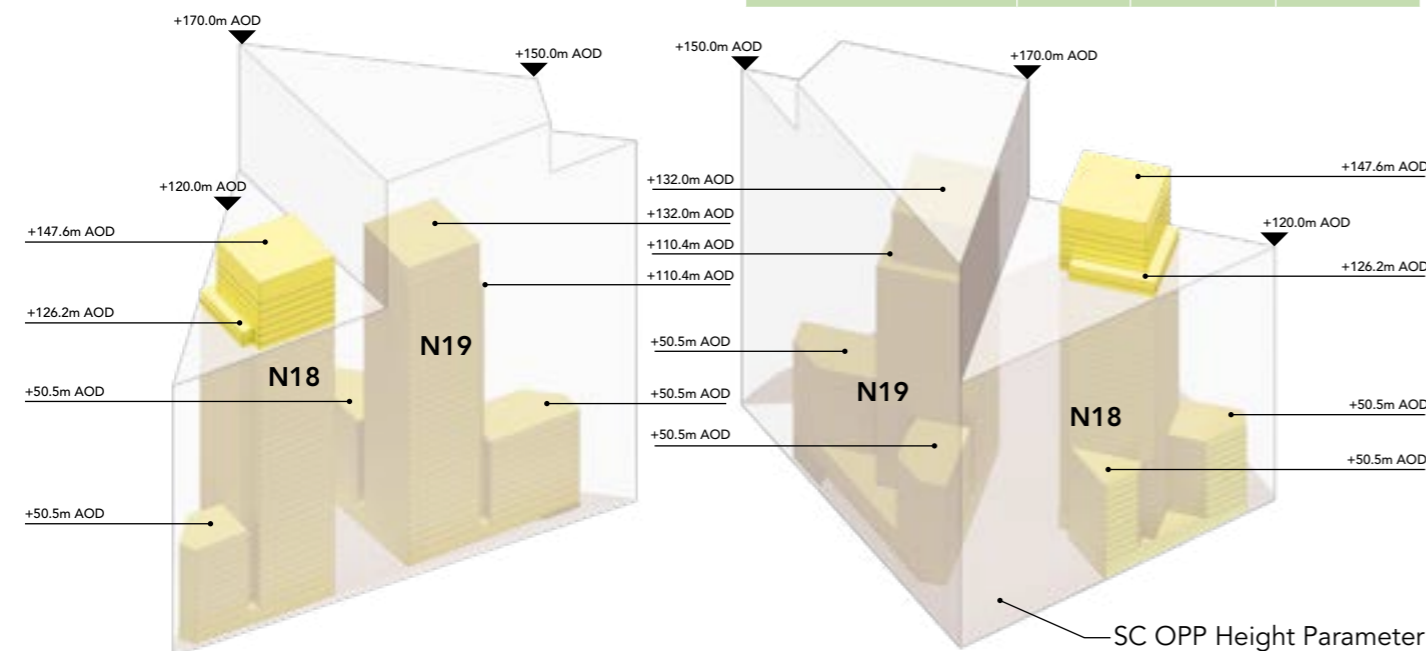 +170.0m AOD
+150.0m AOD
+120.0m AOD
+147.6m AOD
+126.2m AOD
+50.5m AOD
+50.5m AOD
N18
N19
+132.0m AOD
+110.4m AOD
+50.5m AOD
+150.0m AOD
+170.0m AOD
+132.0m AOD
+110.4m AOD
+50.5m AOD
+50.5m AOD
N19
N18
+147.6m AOD
+120.0m AOD
+126.2m AOD
+50.5m AOD
+50.5m AOD
SC OPP Height Parameter